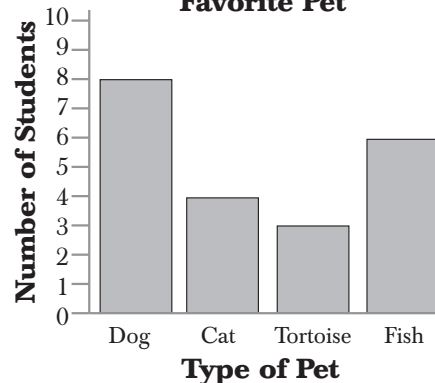 Favorite Pet
Number of Students
10
9
8
7
6
5
4
3
2
1
0
Dog Cat Tortoise Fish
Type of Pet